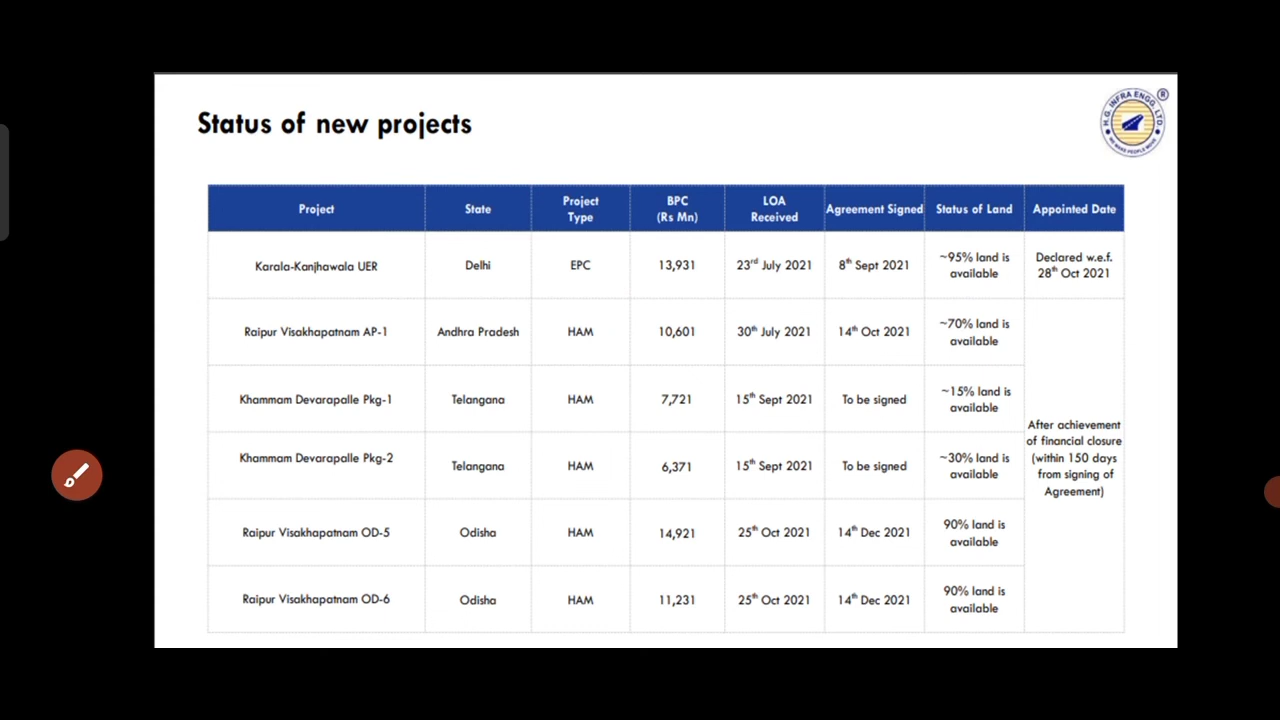 Status of new projects
H.G. INFRA ENGG. LTD.
®
WE MAKE PEOPLE MOVE
Project State Project Type BPC (Rs Mn) LOA Received Agreement Signed Status of Land Appointed Date
Karala-Kanjhawala UER Delhi EPC 13,931 23rd July 2021 8th Sept 2021 ~95% land is available Declared w.e.f. 28th Oct 2021
Raipur Visakhapatnam AP-1 Andhra Pradesh HAM 10,601 30th July 2021 14th Oct 2021 ~70% land is available
Khammam Devarapalle Pkg-1 Telangana HAM 7,721 15th Sept 2021 To be signed ~15% land is available
Khammam Devarapalle Pkg-2 Telangana HAM 6,371 15th Sept 2021 To be signed ~30% land is available
Raipur Visakhapatnam OD-5 Odisha HAM 14,921 25th Oct 2021 14th Dec 2021 90% land is available
Raipur Visakhapatnam OD-6 Odisha HAM 11,231 25th Oct 2021 14th Dec 2021 90% land is available
After achievement
of financial closure
(within 150 days
from signing of
Agreement)